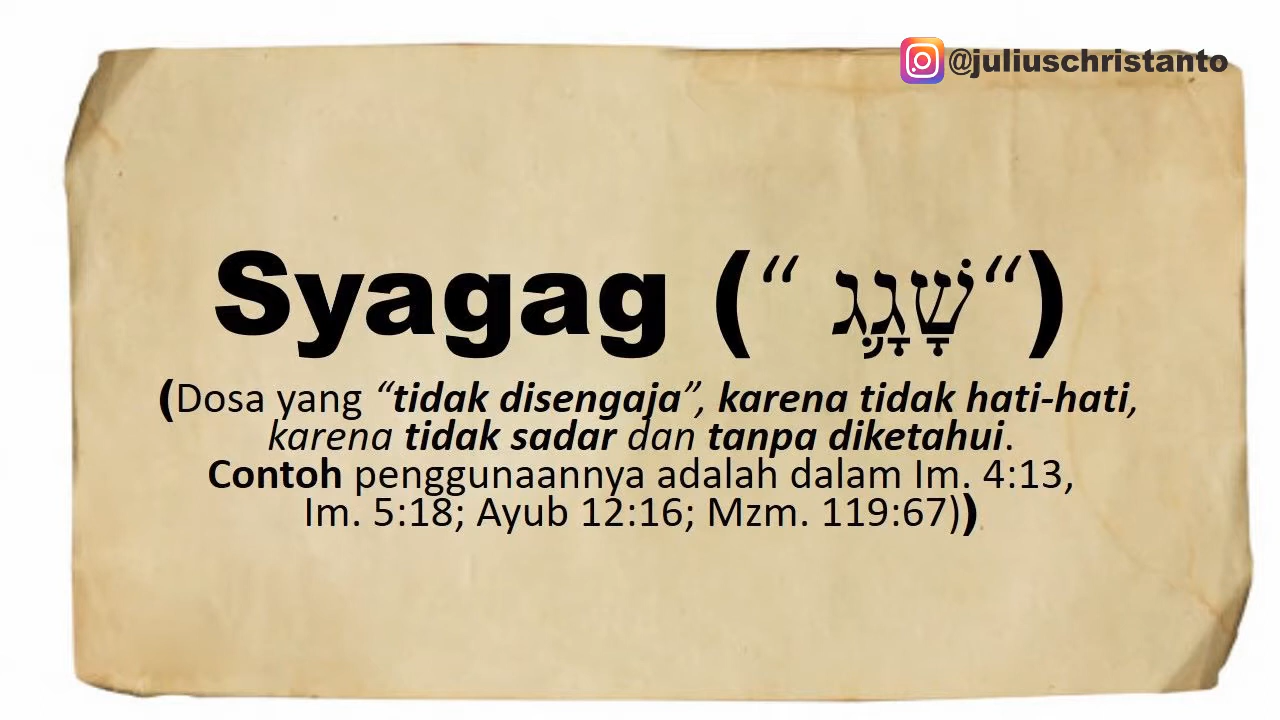 @juliuschristanto
Syagag (“ שָׁגָ֥ג“)
(Dosa yang “tidak disengaja”, karena tidak hati-hati,
karena tidak sadar dan tanpa diketahui.
Contoh penggunaannya adalah dalam Im. 4:13,
Im. 5:18; Ayub 12:16; Mzm. 119:67))